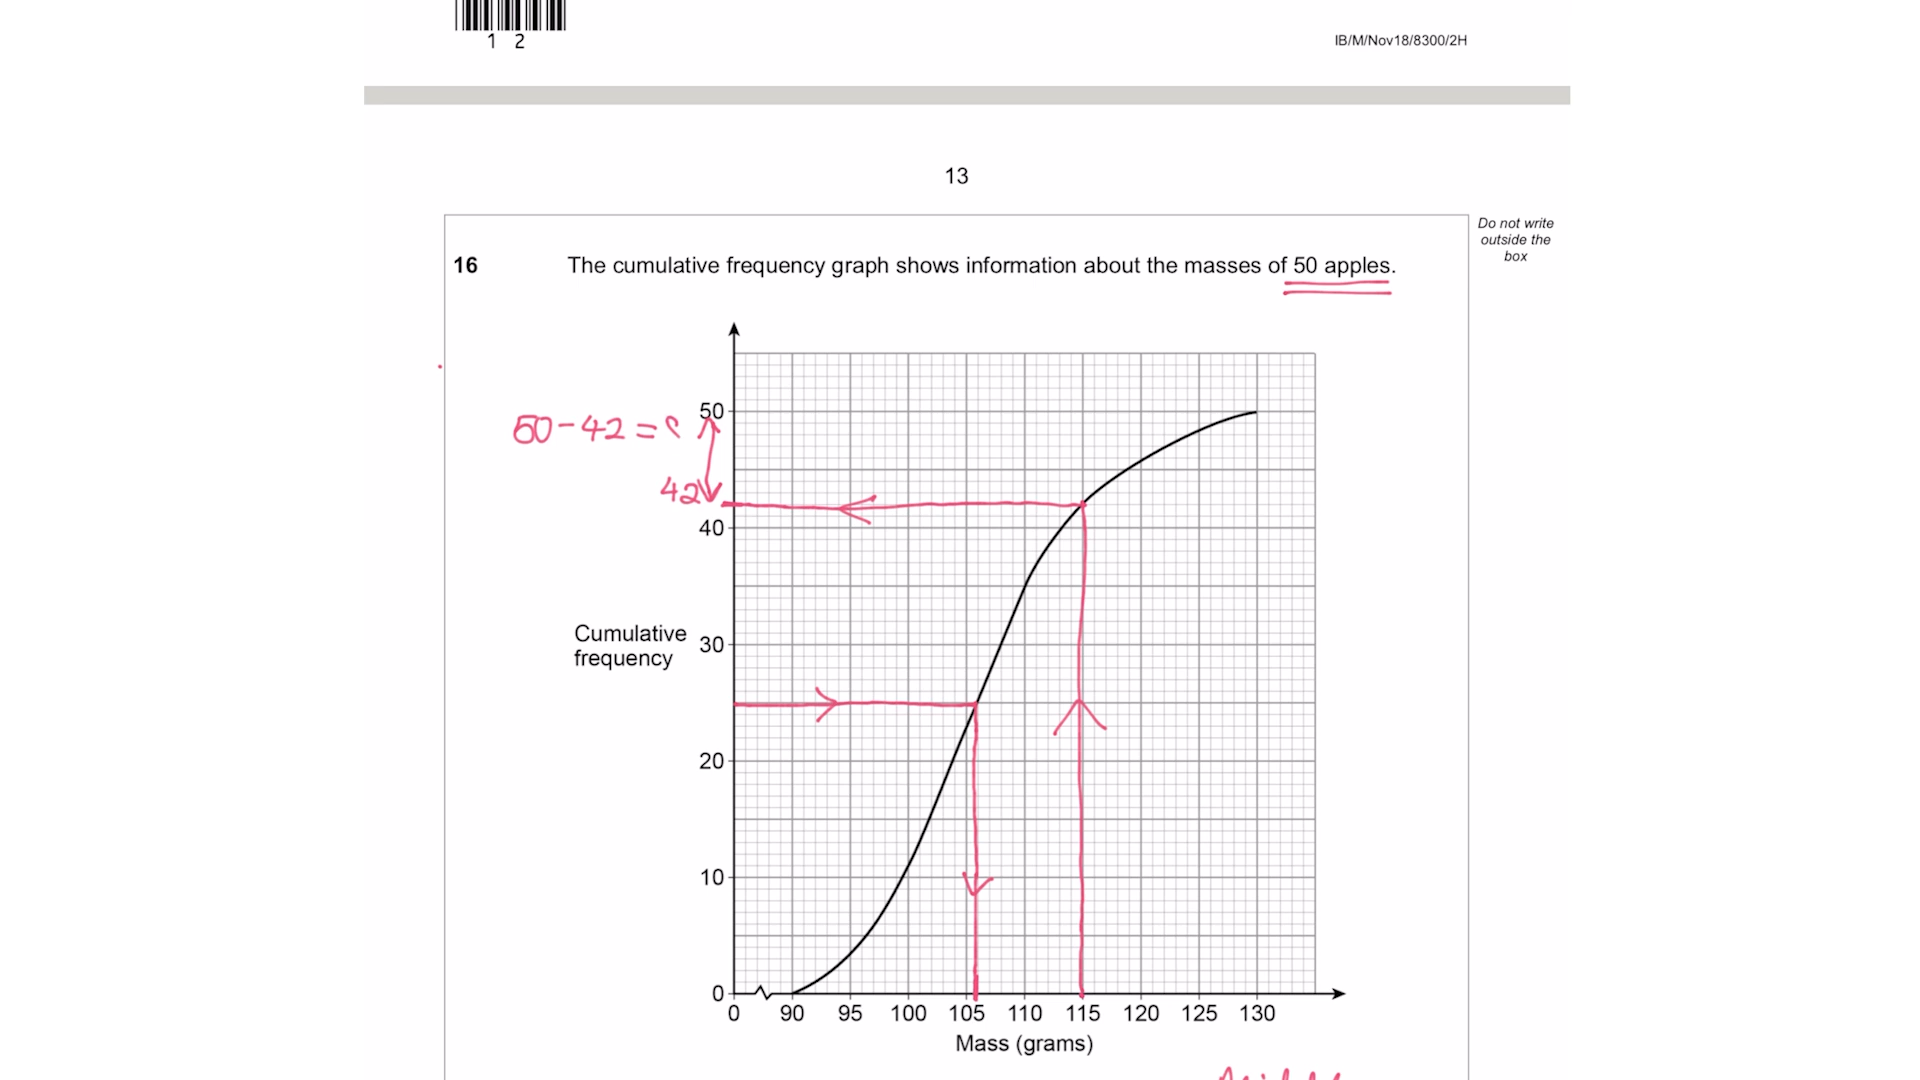 1 2
IB/M/Nov18/8300/2H
13
Do not write
outside the
box
16 The cumulative frequency graph shows information about the masses of 50 apples.
50
50-42=
42
40
Cumulative
frequency
30
20
10
0
0 90 95 100 105 110 115 120 125 130
Mass (grams)